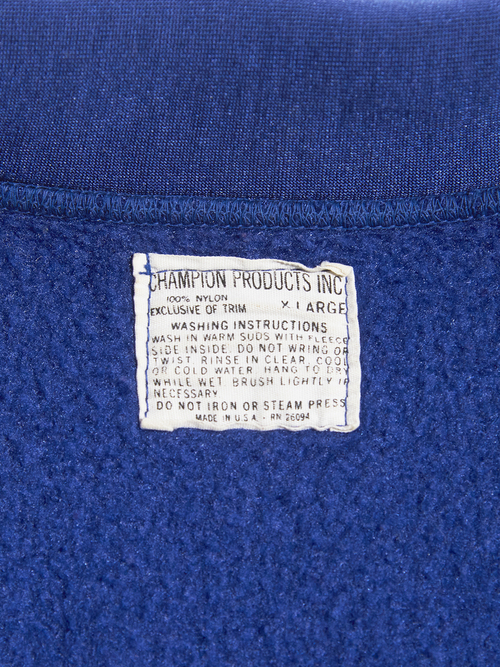 CHAMPION PRODUCTS INC
100% NYLON
EXCLUSIVE OF TRIM X LARGE
WASHING INSTRUCTIONS
WASH IN WARM SUDS WITH FLEECE
SIDE INSIDE. DO NOT WRING OR
TWIST. RINSE IN CLEAR, COOL
OR COLD WATER. HANG TO DRY
WHILE WET. BRUSH LIGHTLY IF
NECESSARY
DO NOT IRON OR STEAM PRESS
MADE IN U.S.A. - RN 26094